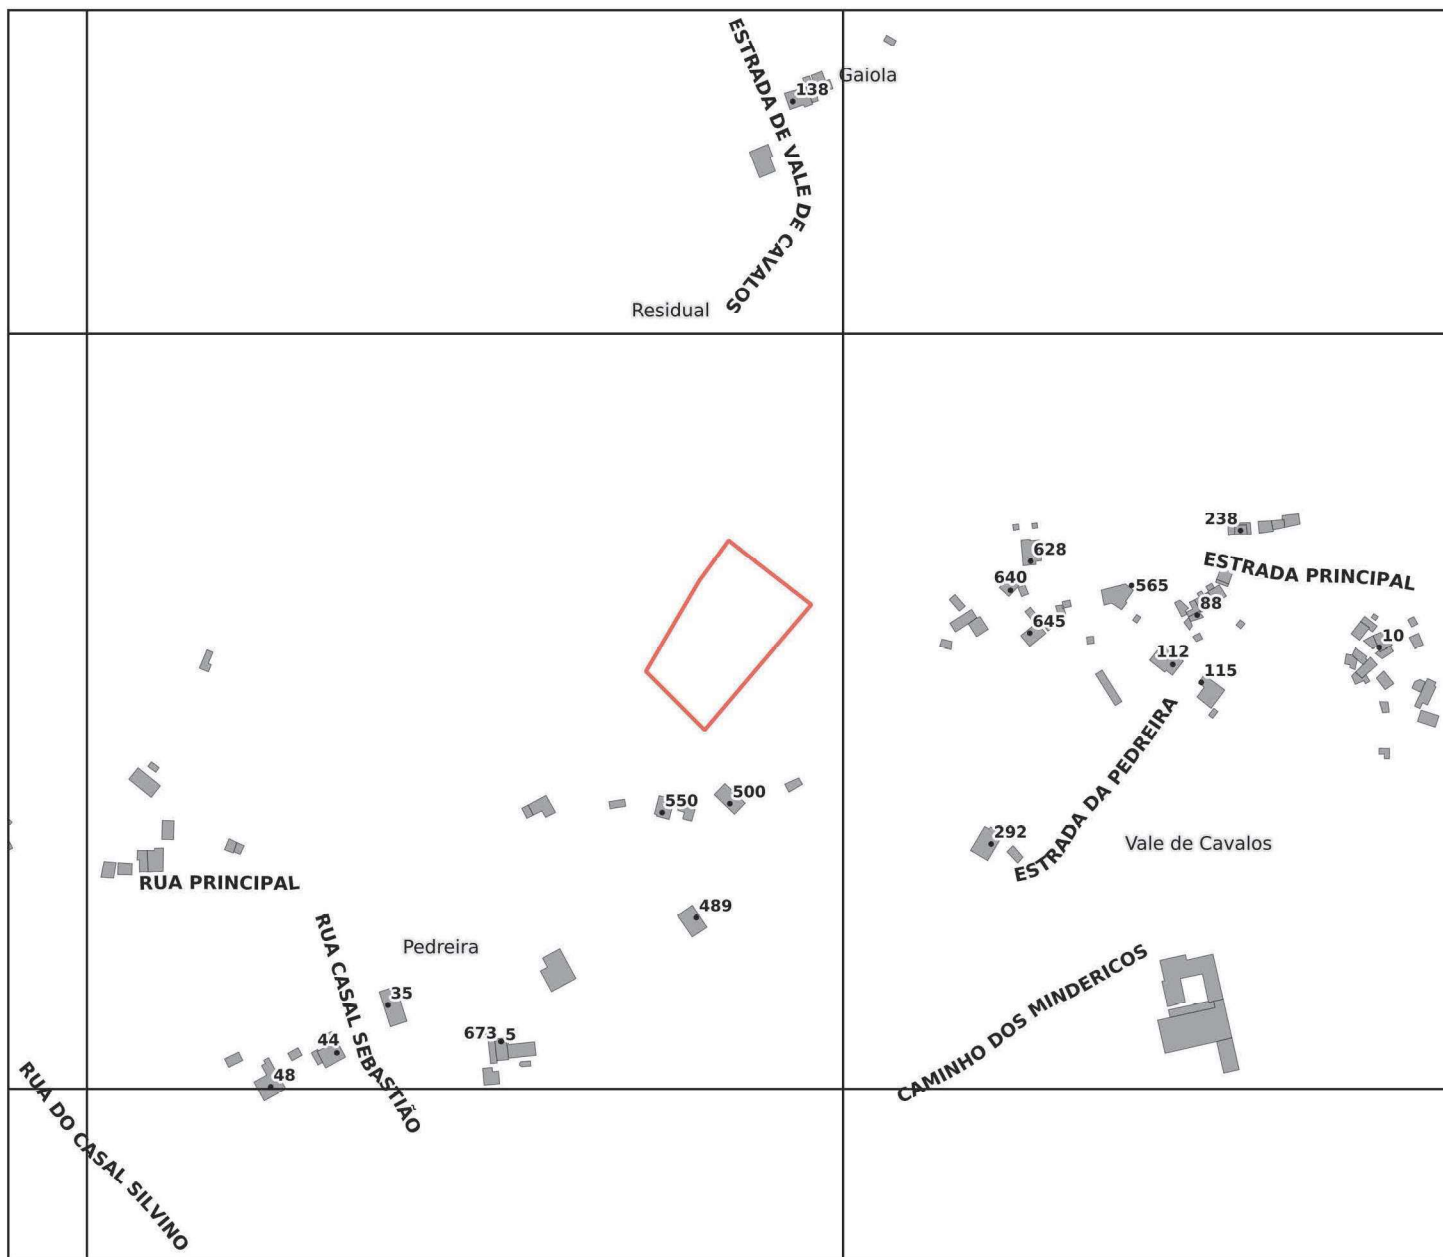 ESTRADA DE VALE DE CAVALOS
Gaiola
138
Residual
238
ESTRADA PRINCIPAL
628
640
565
88
645
10
112
115
ESTRADA DA PEDREIRA
550
500
292
Vale de Cavalos
RUA PRINCIPAL
489
RUA CASAL SEBASTIÃO
Pedreira
CAMINHO DOS MINDERICOS
35
673 5
44
48
RUA DO CASAL SILVINO